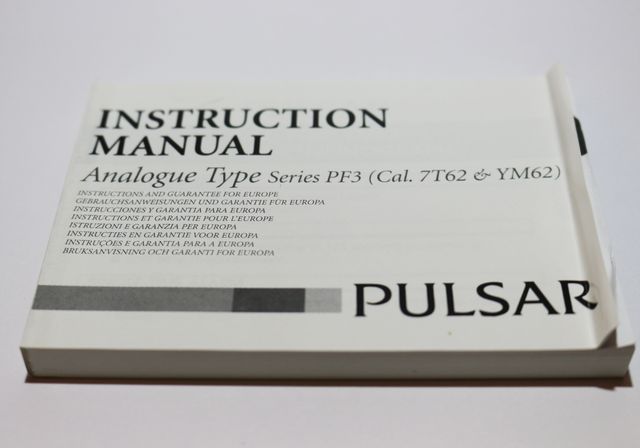 INSTRUCTION
MANUAL
Analogue Type Series PF3 (Cal. 7T62 & YM62)
INSTRUCTIONS AND GUARANTEE FOR EUROPE
GEBRAUCHSANWEISUNGEN UND GARANTIE FÜR EUROPA
INSTRUCCIONES Y GARANTIA PARA EUROPA
INSTRUCTIONS ET GARANTIE POUR L'EUROPE
ISTRUZIONI E GARANZIA PER EUROPA
INSTRUCTIES EN GARANTIE VOOR EUROPA
INSTRUÇÕES E GARANTIA PARA A EUROPA
BRUKSANVISNING OCH GARANTI FOR EUROPA
PULSAR